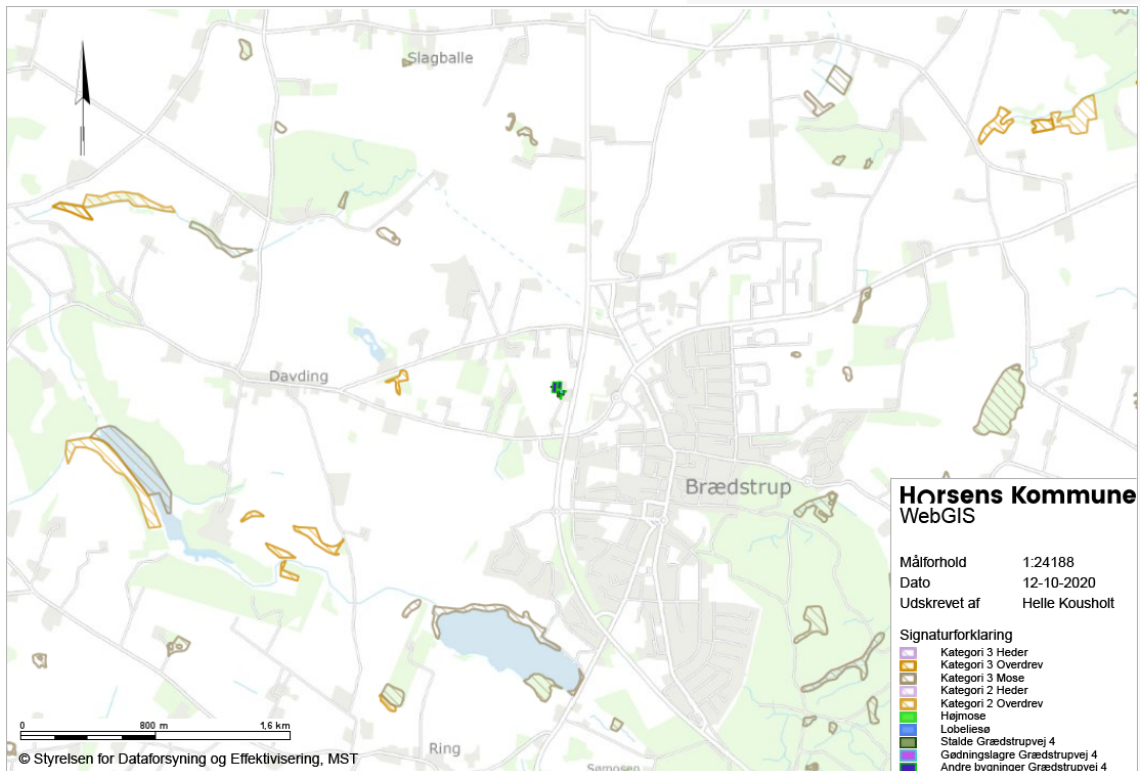 Slagballe
Davding
Brædstrup
Horsens Kommune
WebGIS
Målforhold 1:24188
Dato 12-10-2020
Udskrevet af Helle Kousholt
Signaturforklaring
Kategori 3 Heder
Kategori 3 Overdrev
Kategori 3 Mose
Kategori 2 Heder
Kategori 2 Overdrev
Højmose
Lobeliesø
Stalde Grædstrupvej 4
Gødningslagre Grædstrupvej 4
Andre bygninger Grædstrupvej 4
0 800 m 1,6 km
Ring
© Styrelsen for Dataforsyning og Effektivisering, MST
Sømosen